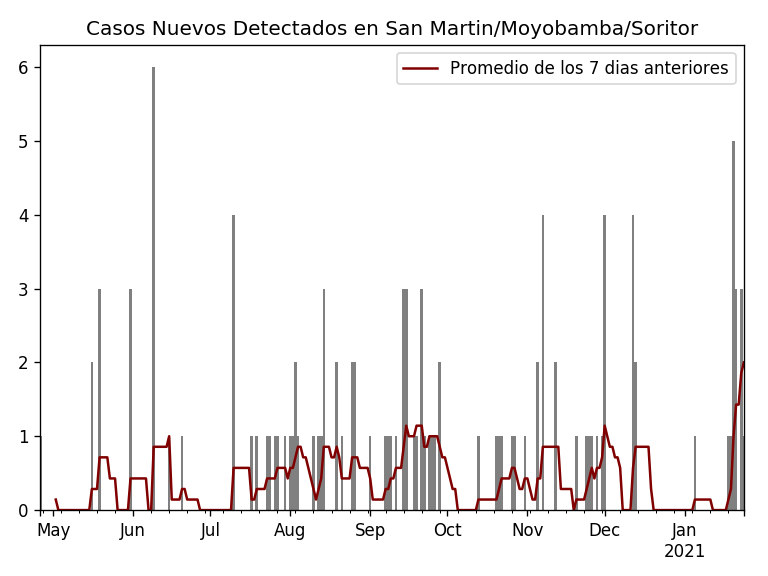 Casos Nuevos Detectados en San Martin/Moyobamba/Soritor
Promedio de los 7 dias anteriores
6
5
4
3
2
1
0
May Jun Jul Aug Sep Oct Nov Dec Jan
2021